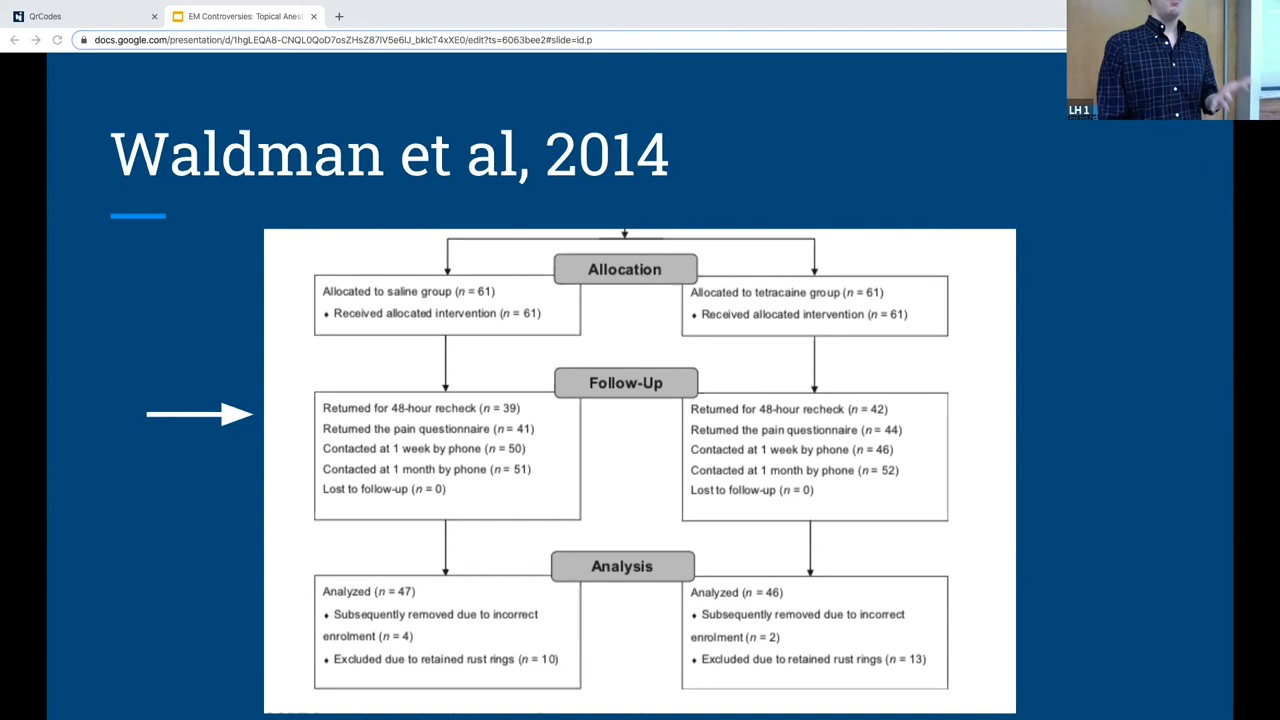 QrCodes
EM Controversies: Topical Anest
docs.google.com/presentation/d/1hgLEQA8-CNQL0QoD7osZHsZ87lV5e6IJ_bkIcT4xXE0/edit?ts=6063bee2#slide=id.p
LH 1
Waldman et al, 2014
Allocation
Allocated to saline group (n = 61)
♦ Received allocated intervention (n = 61)
Allocated to tetracaine group (n = 61)
♦ Received allocated intervention (n = 61)
Follow-Up
Returned for 48-hour recheck (n = 39)
Returned the pain questionnaire (n = 41)
Contacted at 1 week by phone (n = 50)
Contacted at 1 month by phone (n = 51)
Lost to follow-up (n = 0)
Returned for 48-hour recheck (n = 42)
Returned the pain questionnaire (n = 44)
Contacted at 1 week by phone (n = 46)
Contacted at 1 month by phone (n = 52)
Lost to follow-up (n = 0)
Analysis
Analyzed (n = 47)
♦ Subsequently removed due to incorrect
enrolment (n = 4)
♦ Excluded due to retained rust rings (n = 10)
Analyzed (n = 46)
♦ Subsequently removed due to incorrect
enrolment (n = 2)
♦ Excluded due to retained rust rings (n = 13)